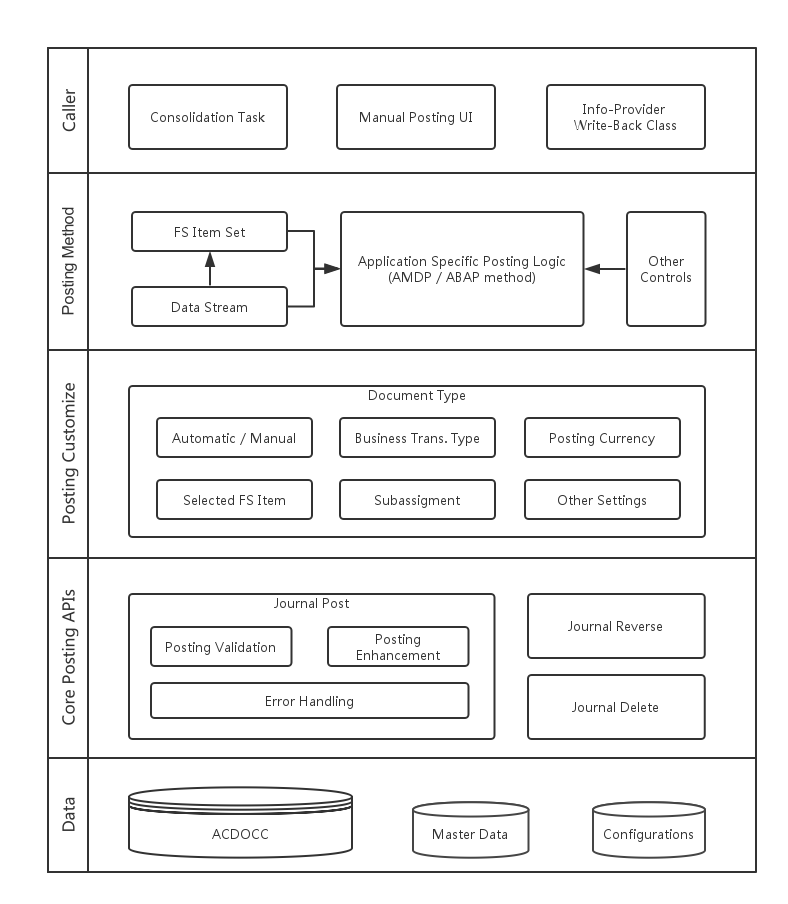 Caller
Consolidation Task
Manual Posting UI
Info-Provider
Write-Back Class
Posting Method
FS Item Set
Data Stream
Application Specific Posting Logic
(AMDP / ABAP method)
Other
Controls
Posting Customize
Document Type
Automatic / Manual
Business Trans. Type
Posting Currency
Selected FS Item
Subassigment
Other Settings
Core Posting APIs
Journal Post
Posting Validation
Posting
Enhancement
Error Handling
Journal Reverse
Journal Delete
Data
ACDOCC
Master Data
Configurations